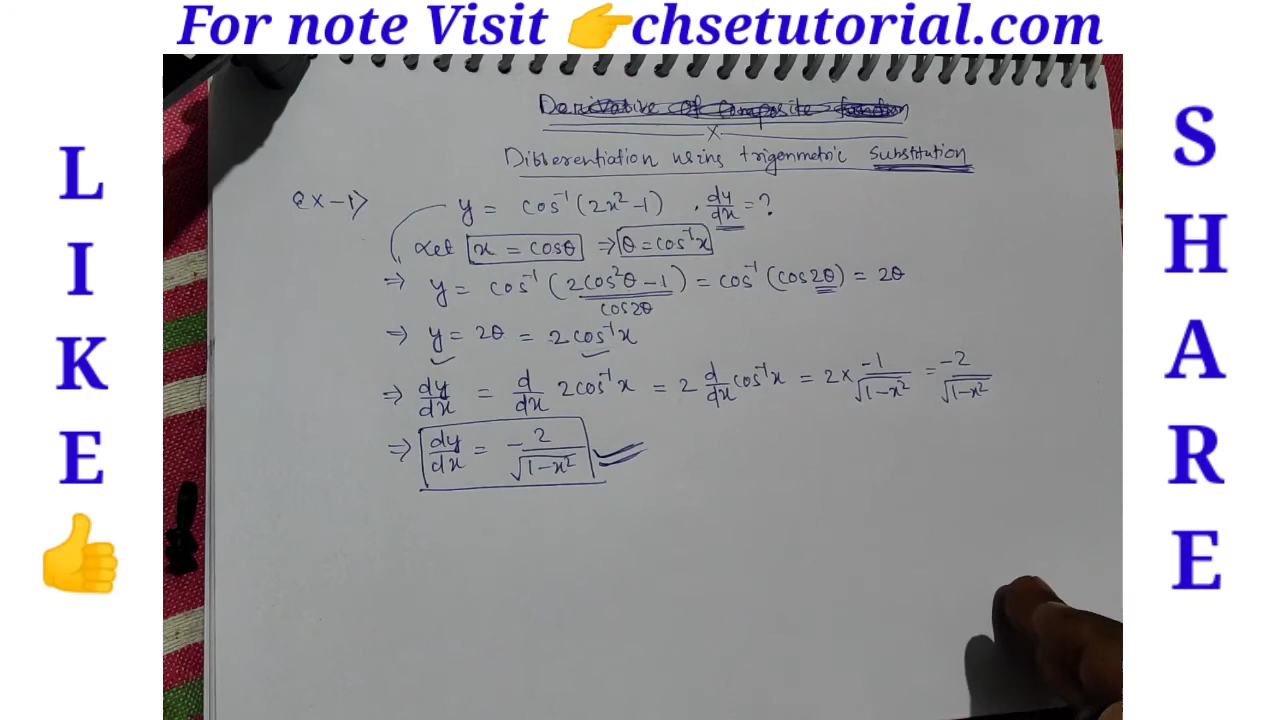 For note Visit 👉chsetutorial.com
LIKE👍
SHARE
Derivative of composite function
x
Differentiation using trigenmetric substitution
Ex-1> y = cos⁻¹(2x²-1) . dy/dx = ?
Let x = cosθ ⇒ θ = cos⁻¹x
⇒ y = cos⁻¹(2cos²θ-1) = cos⁻¹(cos2θ) = 2θ
cos2θ
⇒ y = 2θ = 2cos⁻¹x
⇒ dy/dx = d/dx 2cos⁻¹x = 2 d/dx cos⁻¹x = 2 × -1/√1-x² = -2/√1-x²
⇒ dy/dx = -2/√1-x²